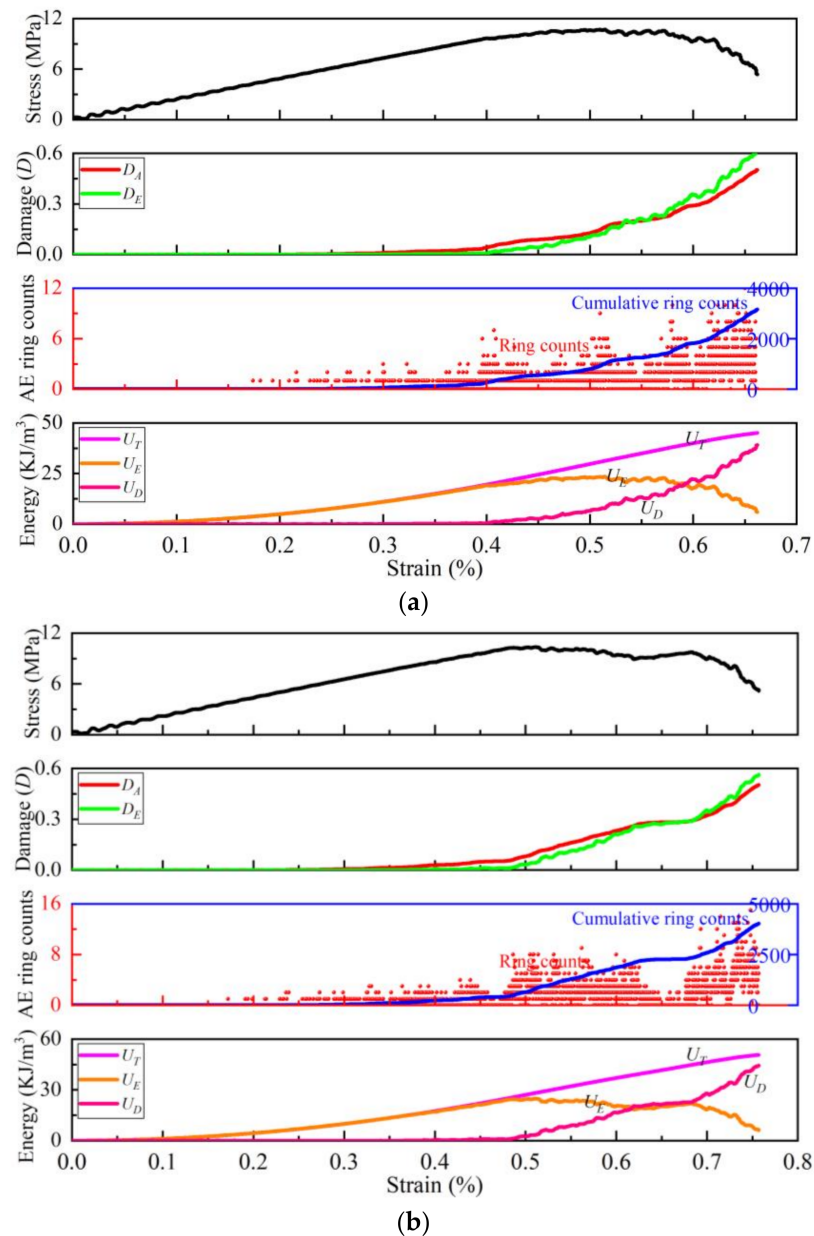 12
6
0
Stress (MPa)
0.6
0.3
0.0
Damage (D)
D_A
D_E
12
6
0
AE ring counts
4000
2000
0
Cumulative ring counts
Ring counts
50
25
0
Energy (KJ/m³)
U_T
U_E
U_D
U_T
U_E
U_D
0.0 0.1 0.2 0.3 0.4 0.5 0.6 0.7
Strain (%)
(a)
12
6
0
Stress (MPa)
0.6
0.3
0.0
Damage (D)
D_A
D_E
16
8
0
AE ring counts
5000
2500
0
Cumulative ring counts
Ring counts
60
30
0
Energy (KJ/m³)
U_T
U_E
U_D
U_T
U_D
U_E
0.0 0.1 0.2 0.3 0.4 0.5 0.6 0.7 0.8
Strain (%)
(b)